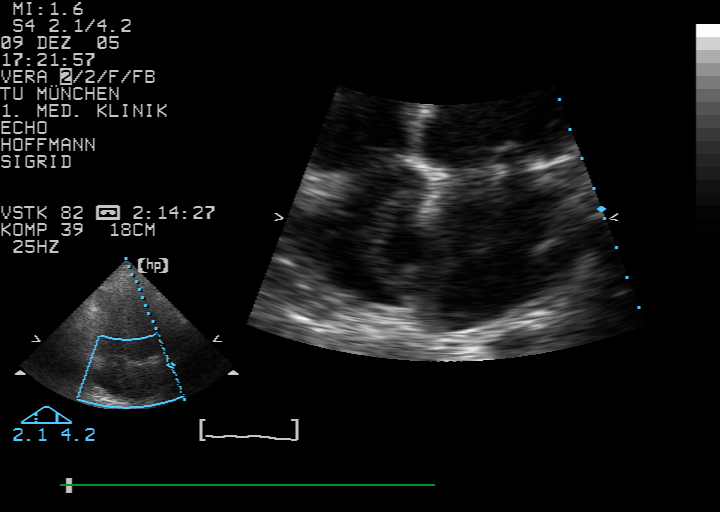 MI:1.6
S4 2.1/4.2
09 DEZ 05
17:21:57
VERA 2/2/F/FB
TU MÜNCHEN
1. MED. KLINIK
ECHO
HOFFMANN
SIGRID
VSTK 82 2:14:27
KOMP 39 18CM
25HZ
[hp]
2.1 4.2